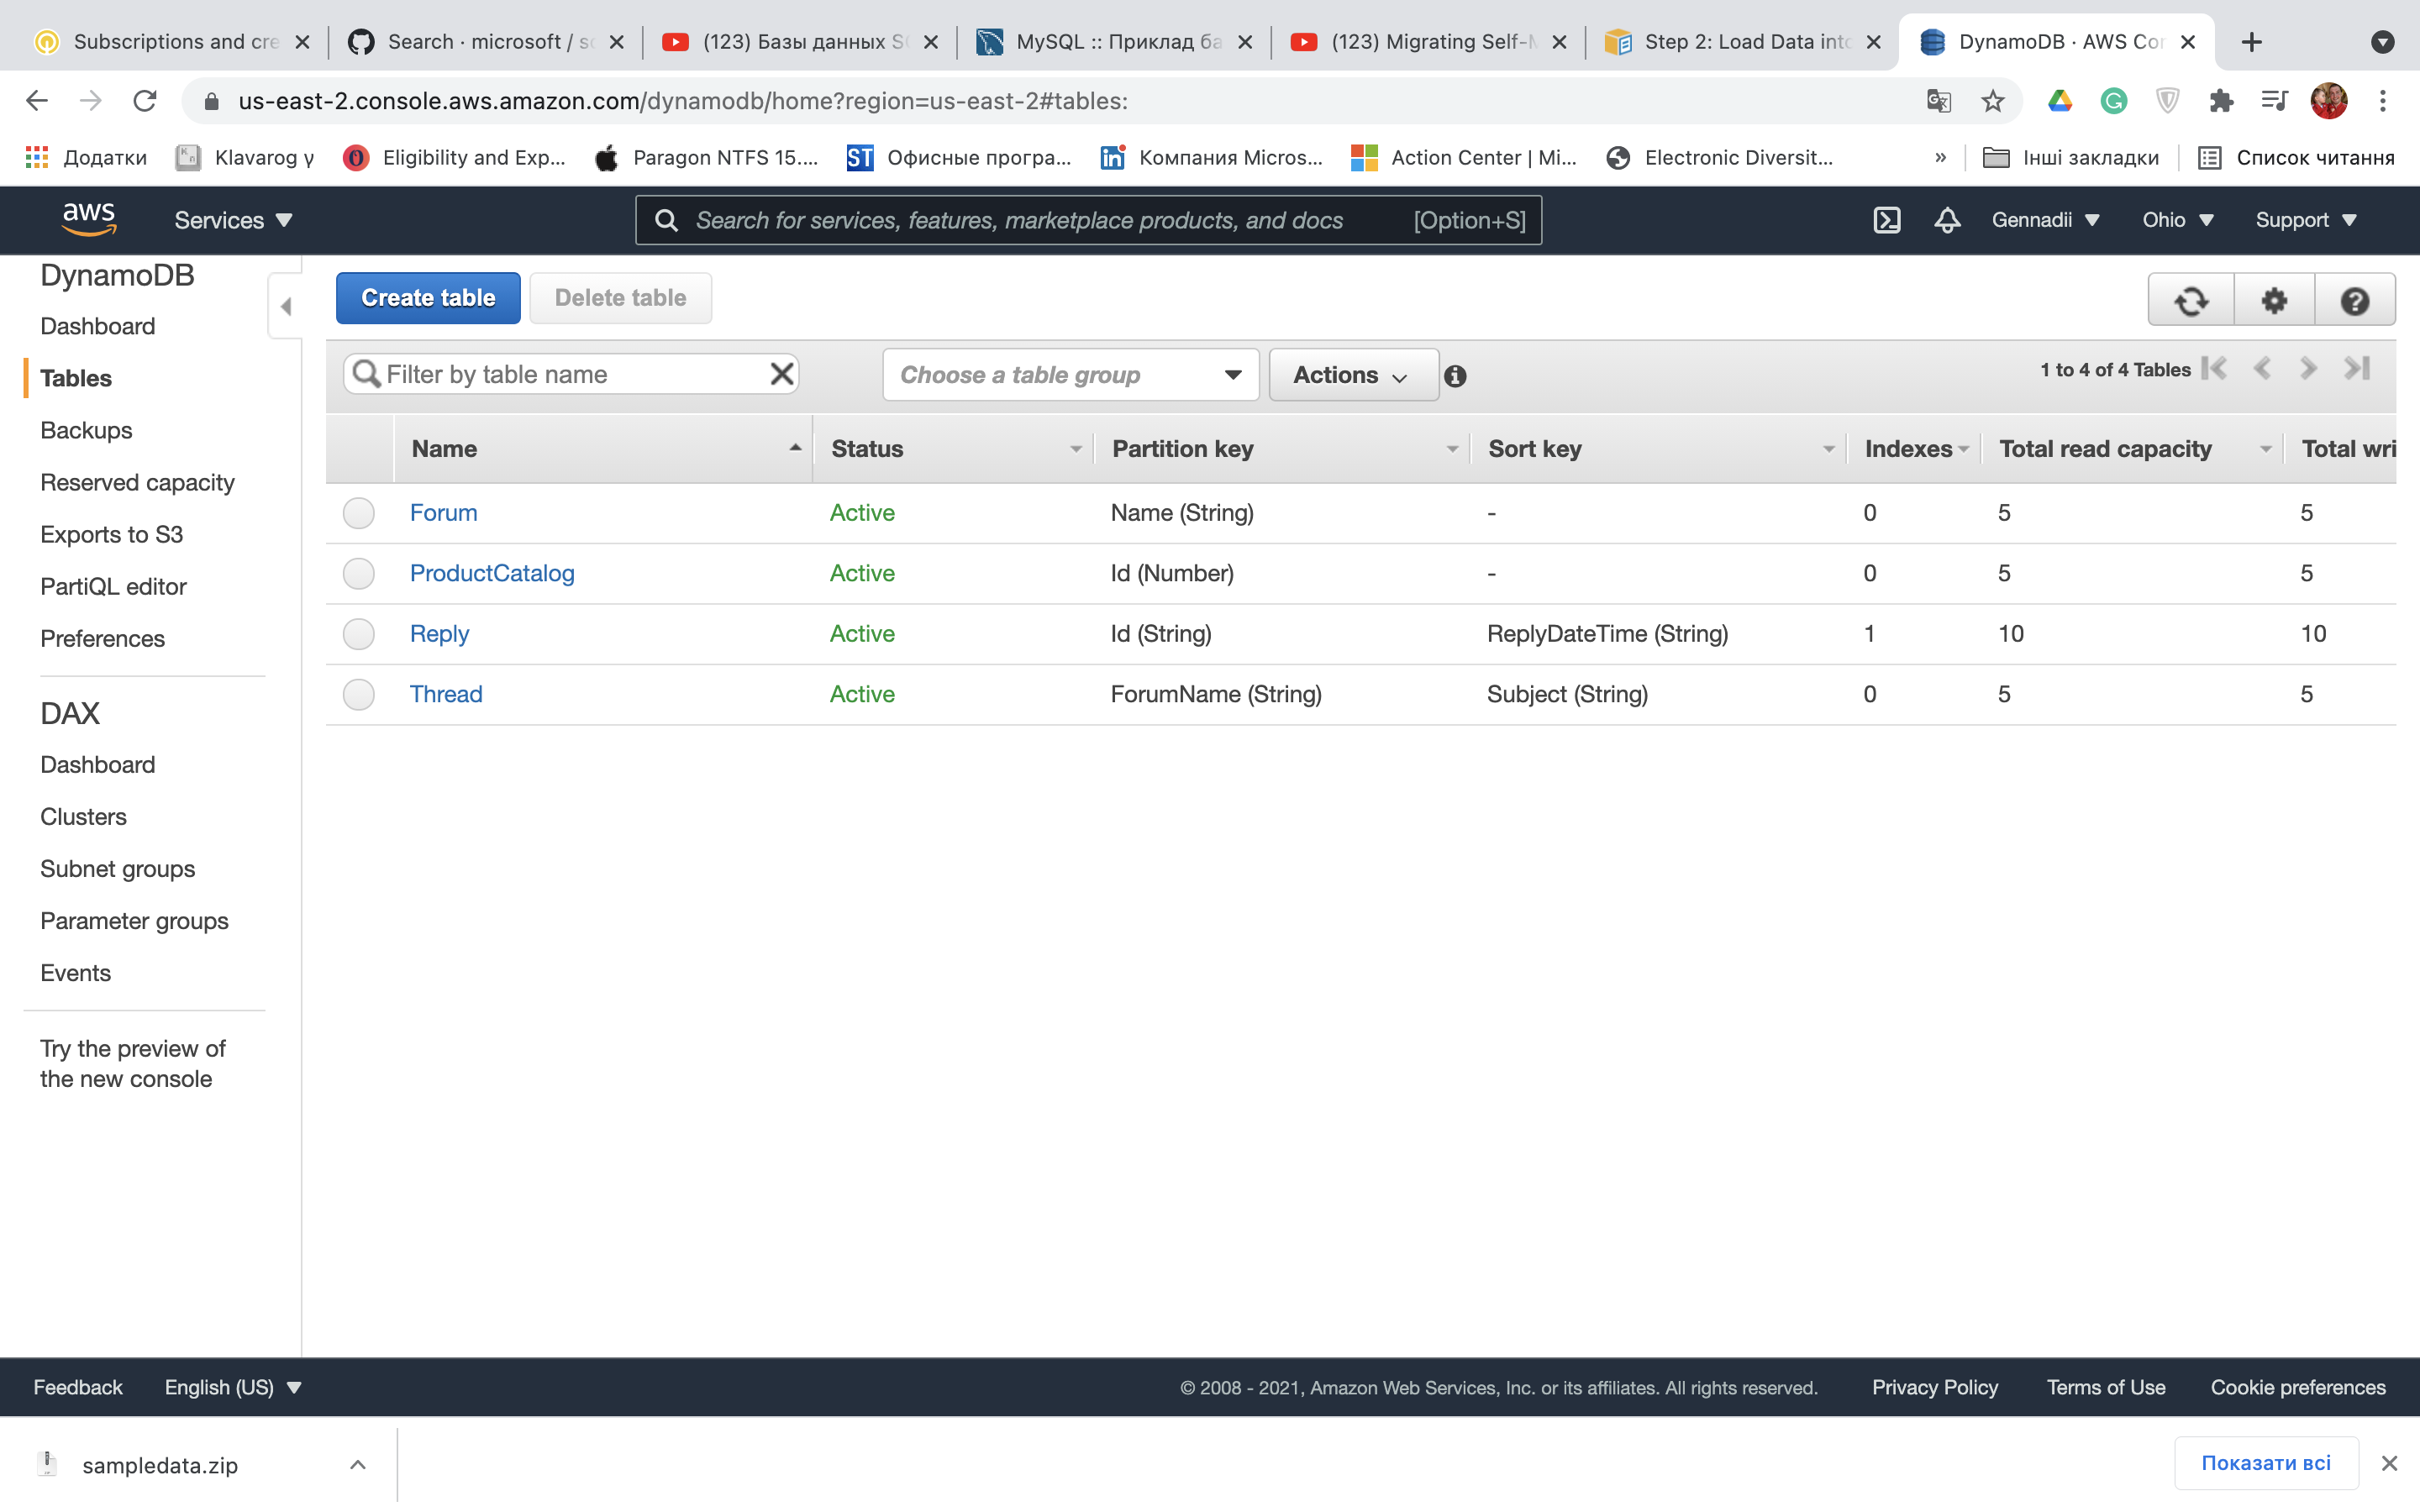 Subscriptions and cre
Search · microsoft / s
(123) Базы данных S
MySQL :: Приклад ба
(123) Migrating Self-M
Step 2: Load Data into
DynamoDB · AWS Con
us-east-2.console.aws.amazon.com/dynamodb/home?region=us-east-2#tables:
Додатки
Klavarog у
Eligibility and Exp...
Paragon NTFS 15....
ST Офисные програ...
in Компания Micros...
Action Center | Mi...
Electronic Diversit...
»
Інші закладки
Список читання
aws
Services
Search for services, features, marketplace products, and docs [Option+S]
Gennadii
Ohio
Support
DynamoDB
Dashboard
Tables
Backups
Reserved capacity
Exports to S3
PartiQL editor
Preferences
DAX
Dashboard
Clusters
Subnet groups
Parameter groups
Events
Try the preview of
the new console
Create table
Delete table
Filter by table name
Choose a table group
Actions
1 to 4 of 4 Tables
Name Status Partition key Sort key Indexes Total read capacity Total wri
Forum Active Name (String) - 0 5 5
ProductCatalog Active Id (Number) - 0 5 5
Reply Active Id (String) ReplyDateTime (String) 1 10 10
Thread Active ForumName (String) Subject (String) 0 5 5
Feedback
English (US)
© 2008 - 2021, Amazon Web Services, Inc. or its affiliates. All rights reserved.
Privacy Policy
Terms of Use
Cookie preferences
sampledata.zip
Показати всі